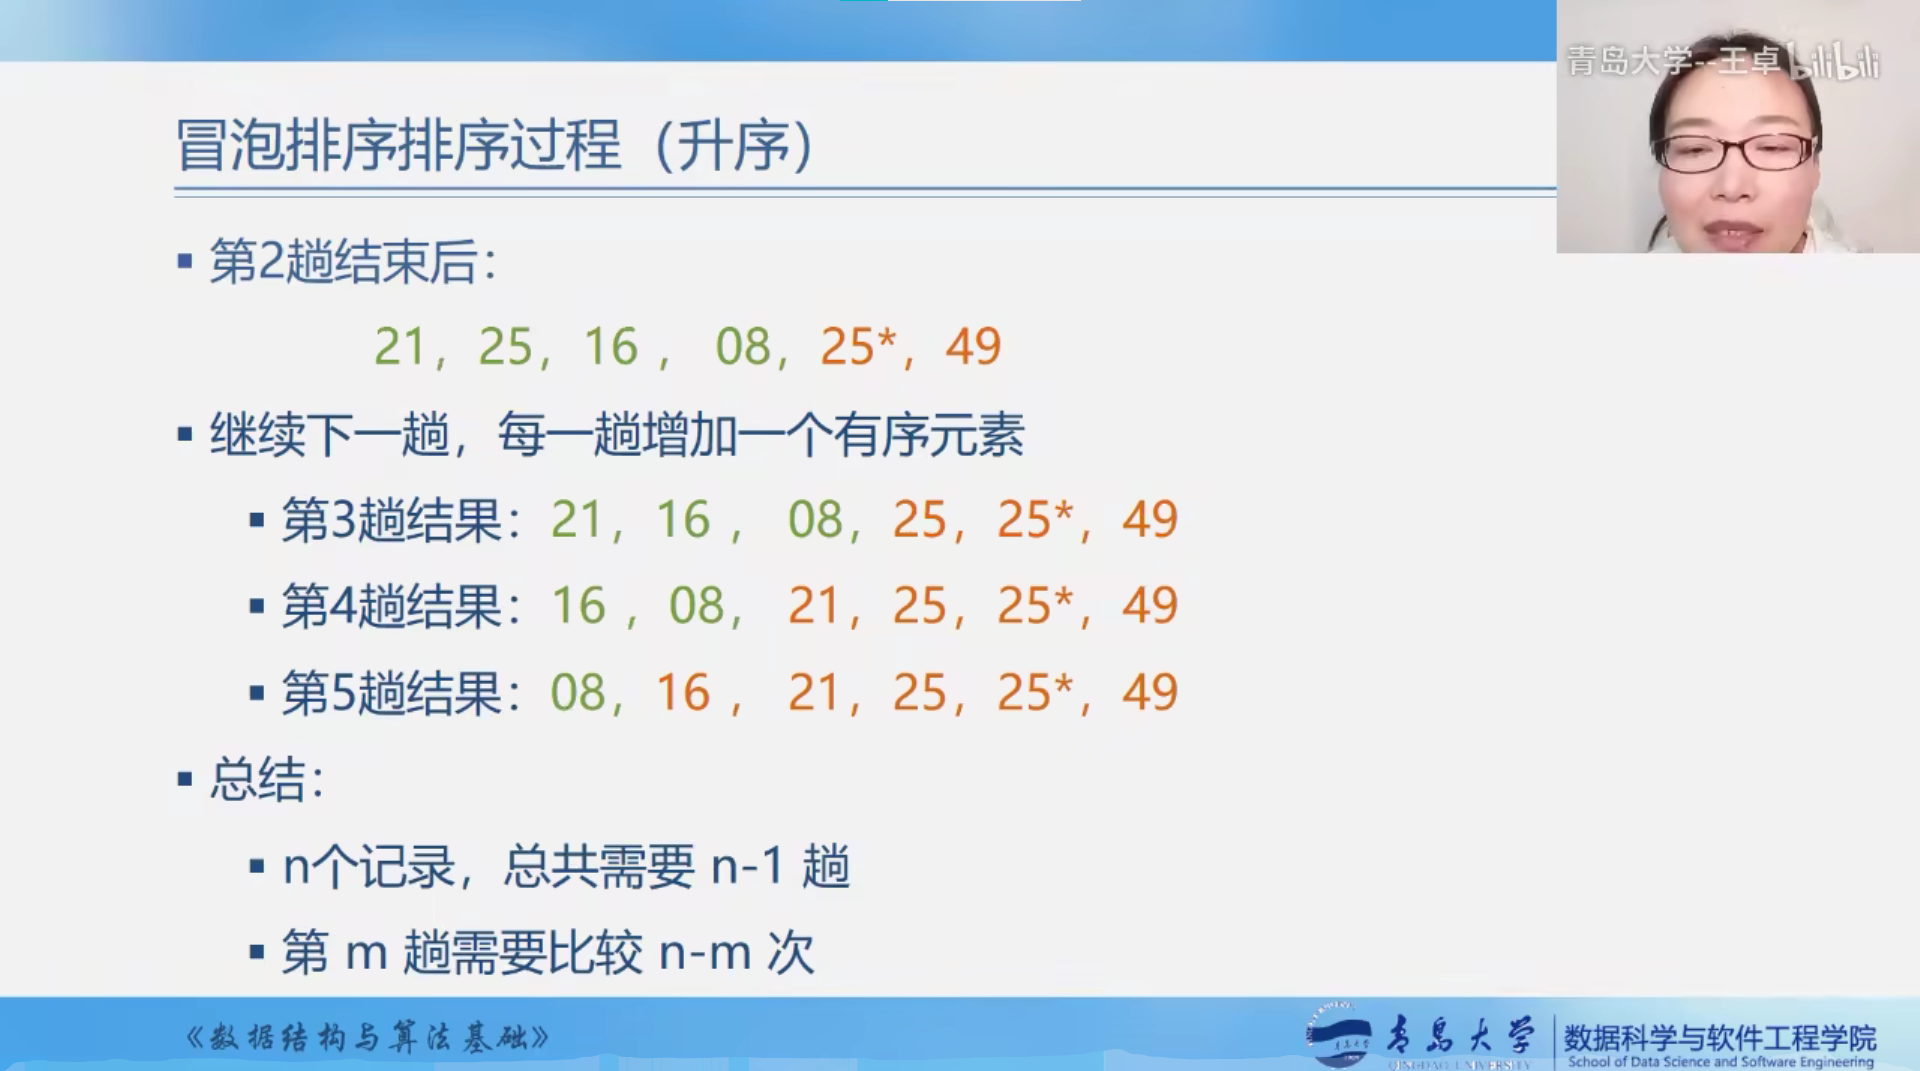 青岛大学--王卓 bilibili
冒泡排序排序过程（升序）
▪ 第2趟结束后：
21，25，16 ， 08，25*，49
▪ 继续下一趟，每一趟增加一个有序元素
▪ 第3趟结果：21，16 ， 08，25，25*，49
▪ 第4趟结果：16 ，08， 21，25，25*，49
▪ 第5趟结果：08，16 ， 21，25，25*，49
▪ 总结：
▪ n个记录，总共需要 n-1 趟
▪ 第 m 趟需要比较 n-m 次
《数据结构与算法基础》
青岛大学
QINGDAO UNIVERSITY
数据科学与软件工程学院
School of Data Science and Software Engineering